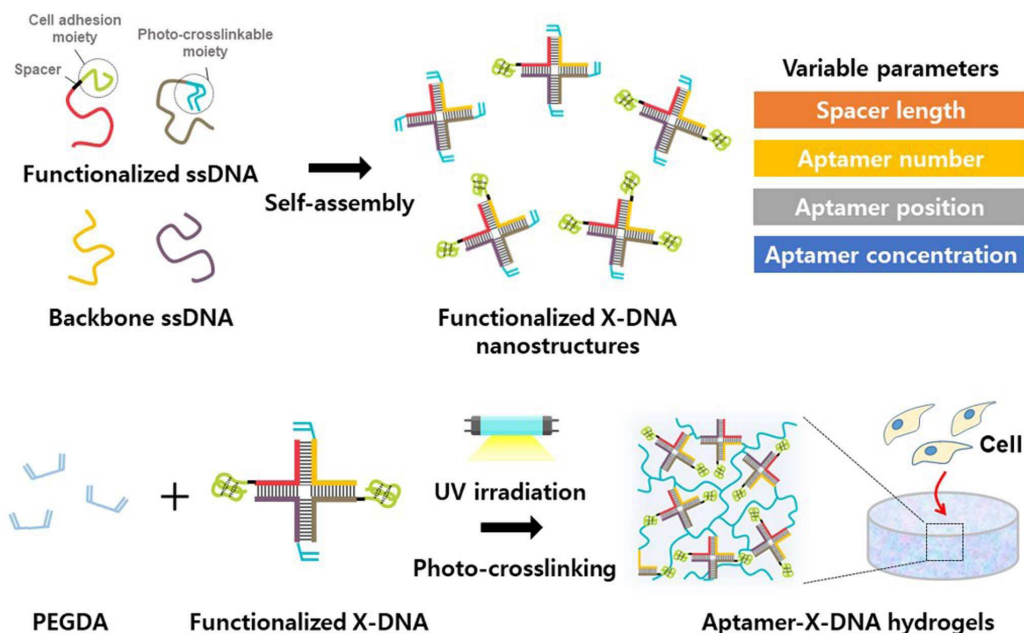 Cell adhesion
moiety
Photo-crosslinkable
moiety
Spacer
Functionalized ssDNA
Self-assembly
Backbone ssDNA
Functionalized X-DNA
nanostructures
Variable parameters
Spacer length
Aptamer number
Aptamer position
Aptamer concentration
PEGDA
+
Functionalized X-DNA
UV irradiation
Photo-crosslinking
Cell
Aptamer-X-DNA hydrogels